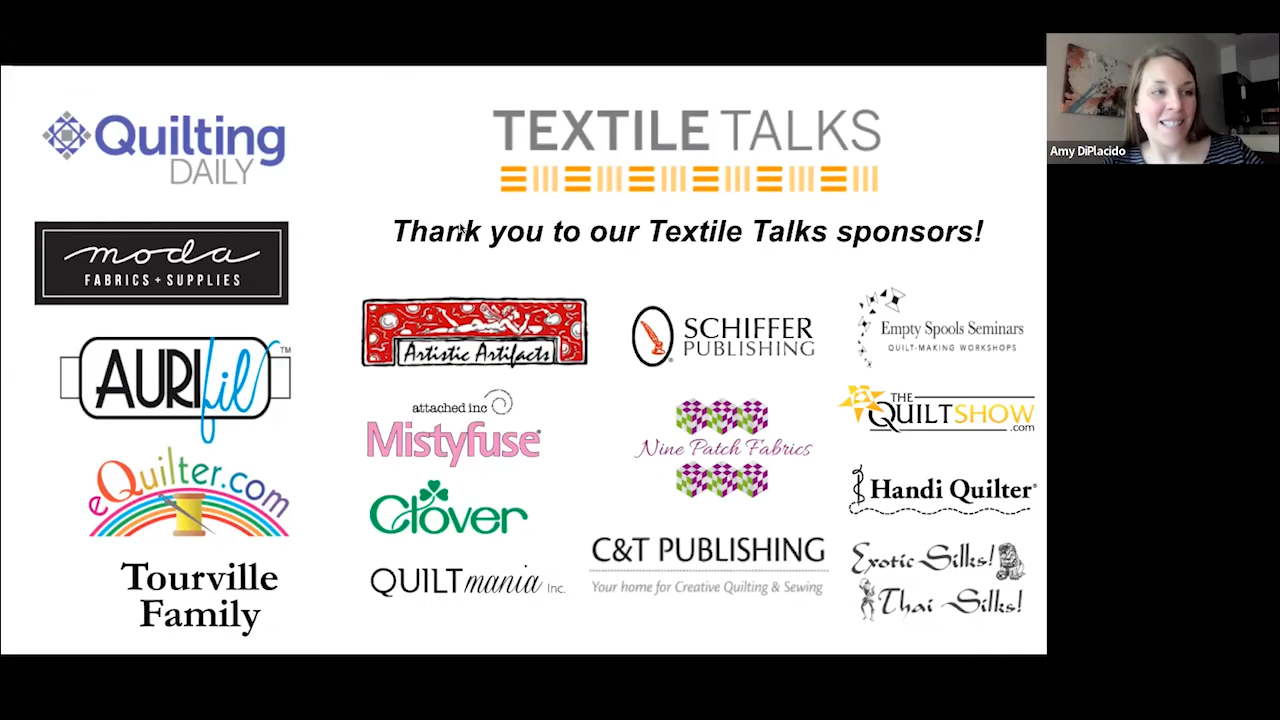 Quilting
DAILY
TEXTILE TALKS
Amy DiPlacido
Thank you to our Textile Talks sponsors!
moda
FABRICS + SUPPLIES
AURIfil™
eQuilter.com
Tourville
Family
Artistic Artifacts
attached inc
Mistyfuse®
Clover
QUILTmania Inc.
SCHIFFER
PUBLISHING
Nine Patch Fabrics
C&T PUBLISHING
Your home for Creative Quilting & Sewing
Empty Spools Seminars
QUILT-MAKING WORKSHOPS
THE
QUILTSHOW
.com
Handi Quilter®
Exotic Silks!
Thai Silks!